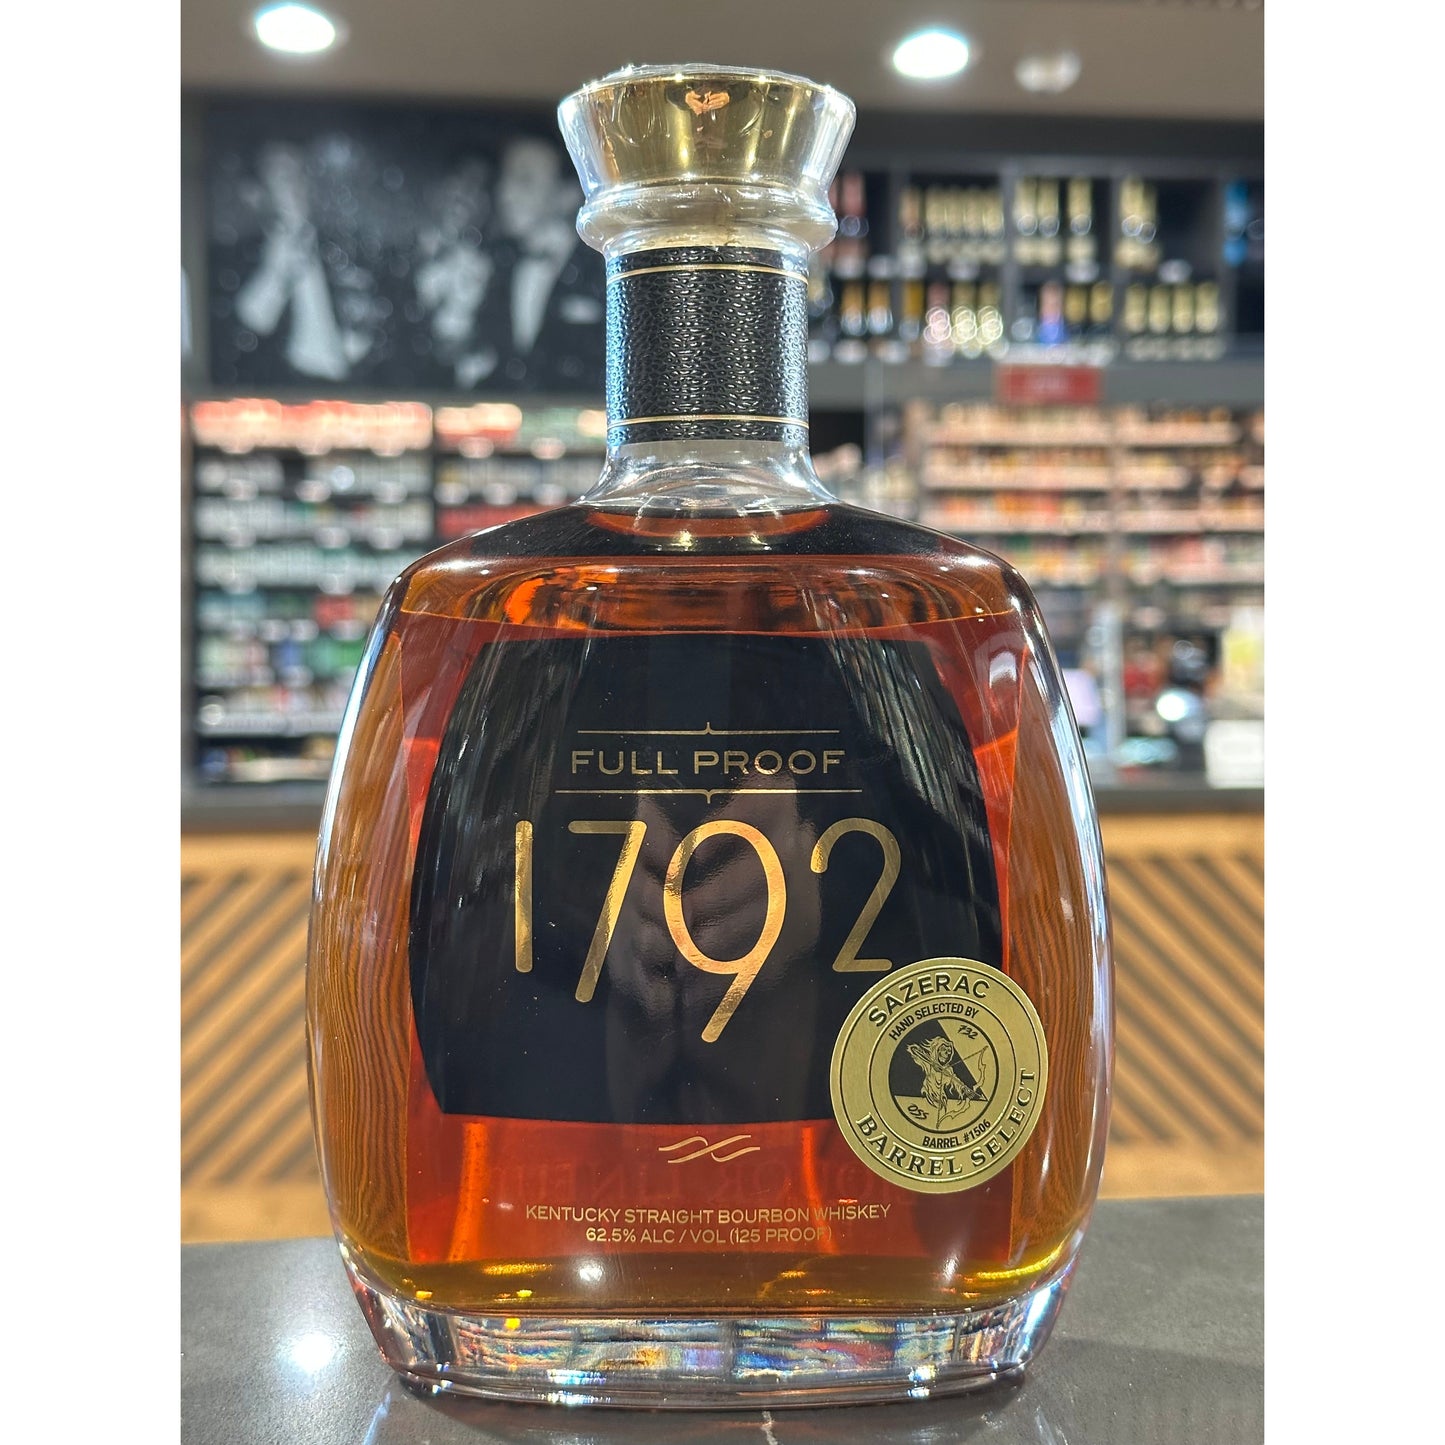 FULL PROOF
1792
SAZERAC
HAND SELECTED BY
732
OSS
BARREL #1506
BARREL SELECT
KENTUCKY STRAIGHT BOURBON WHISKEY
62.5% ALC / VOL (125 PROOF)